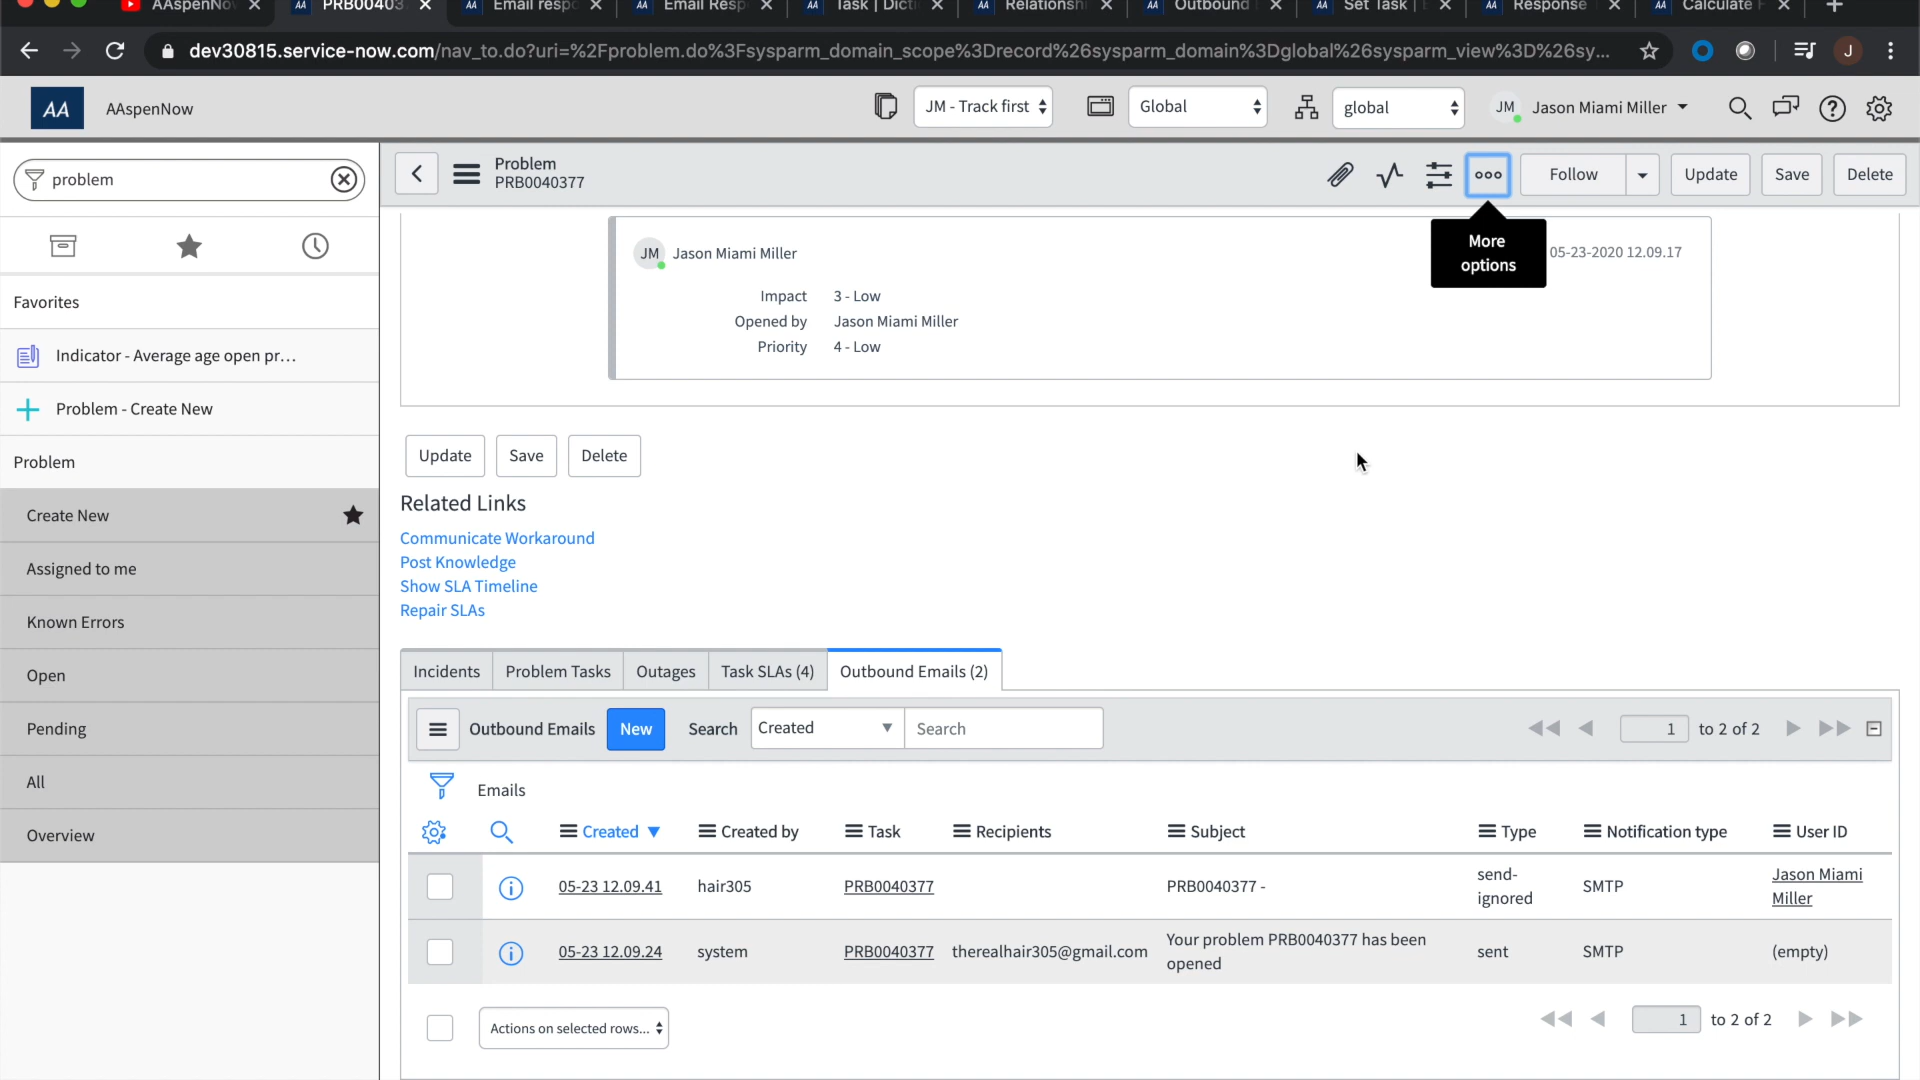 AAspenNo
PRB00403
Email respo
Email Resp
Task | Dicti
Relationsh
Outbound
Set Task |
Response
Calculate
dev30815.service-now.com/nav_to.do?uri=%2Fproblem.do%3Fsysparm_domain_scope%3Drecord%26sysparm_domain%3Dglobal%26sysparm_view%3D%26sy...
J
AA
AAspenNow
JM - Track first
Global
global
JM
Jason Miami Miller
problem
Problem
PRB0040377
Follow
Update
Save
Delete
More
options
Favorites
Indicator - Average age open pr...
Problem - Create New
Problem
Create New
Assigned to me
Known Errors
Open
Pending
All
Overview
JM
Jason Miami Miller
05-23-2020 12.09.17
Impact 3 - Low
Opened by Jason Miami Miller
Priority 4 - Low
Update
Save
Delete
Related Links
Communicate Workaround
Post Knowledge
Show SLA Timeline
Repair SLAs
Incidents
Problem Tasks
Outages
Task SLAs (4)
Outbound Emails (2)
Outbound Emails
New
Search
Created
Search
1 to 2 of 2
Emails
Created
Created by
Task
Recipients
Subject
Type
Notification type
User ID
05-23 12.09.41
hair305
PRB0040377
PRB0040377 -
send-
ignored
SMTP
Jason Miami
Miller
05-23 12.09.24
system
PRB0040377
therealhair305@gmail.com
Your problem PRB0040377 has been
opened
sent
SMTP
(empty)
Actions on selected rows...
1 to 2 of 2